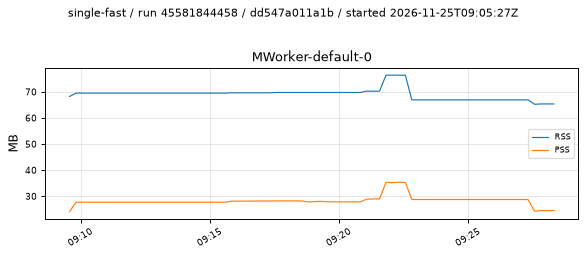 single-fast / run 45581844458 / dd547a011a1b / started 2026-11-25T09:05:27Z
MWorker-default-0
MB
70
60
50
40
30
RSS
PSS
09:10
09:15
09:20
09:25